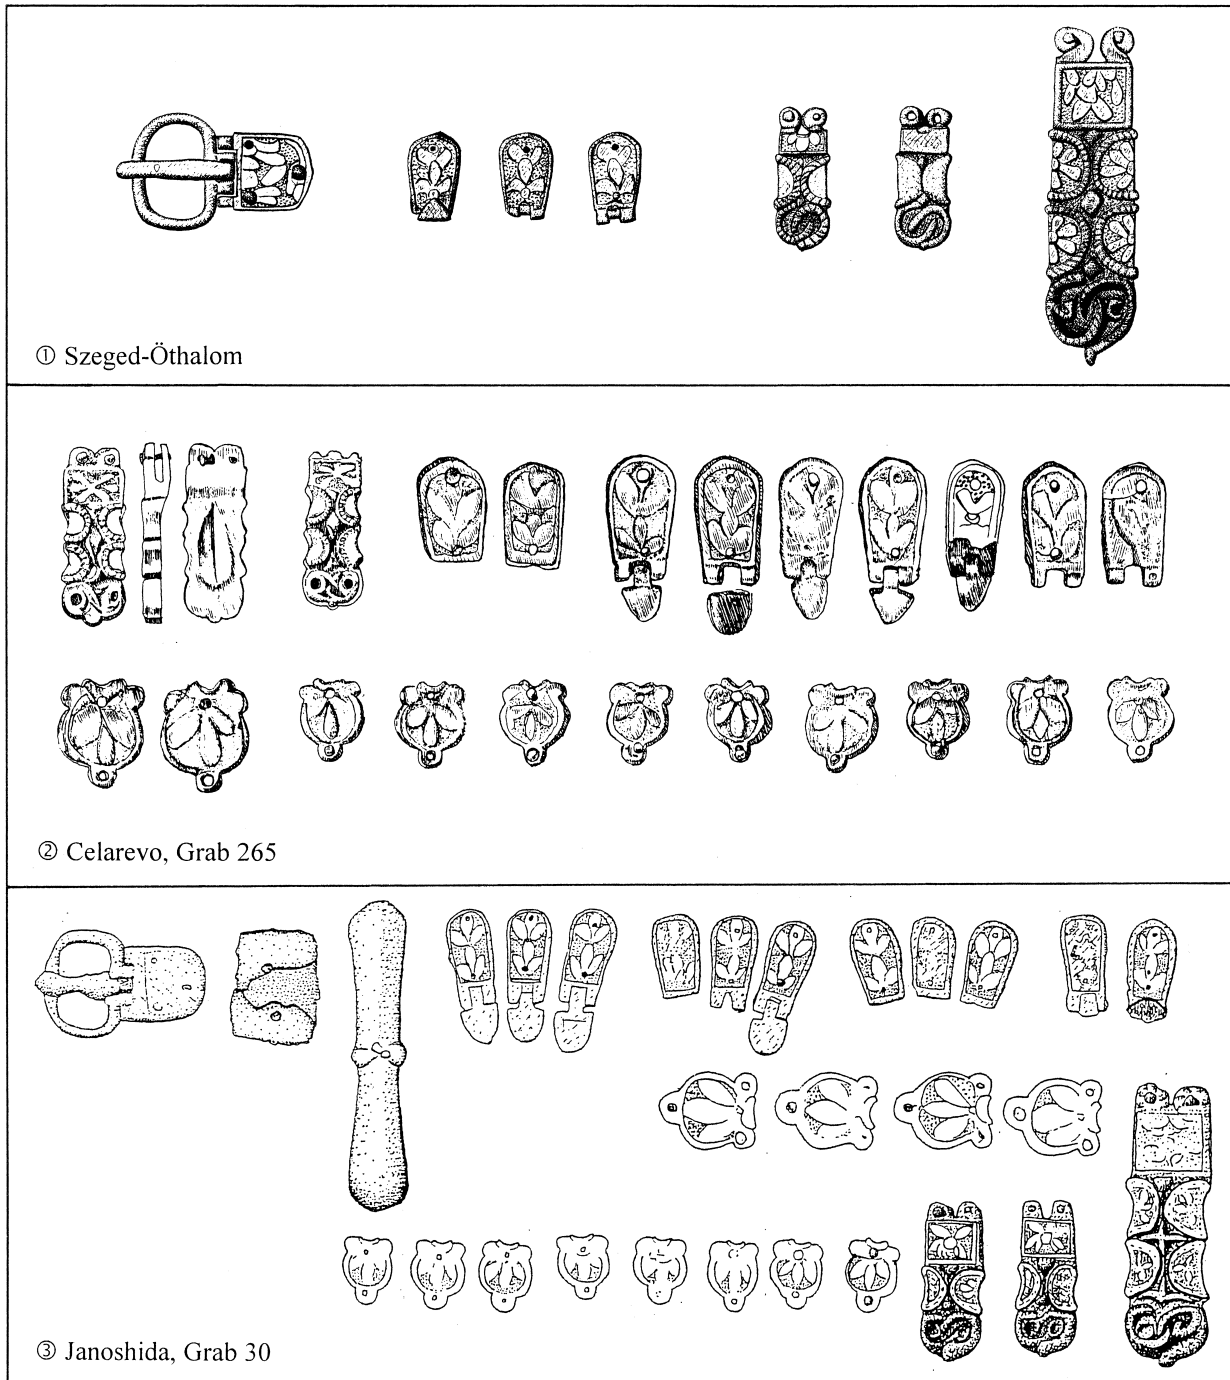 ① Szeged-Öthalom
② Celarevo, Grab 265
③ Janoshida, Grab 30